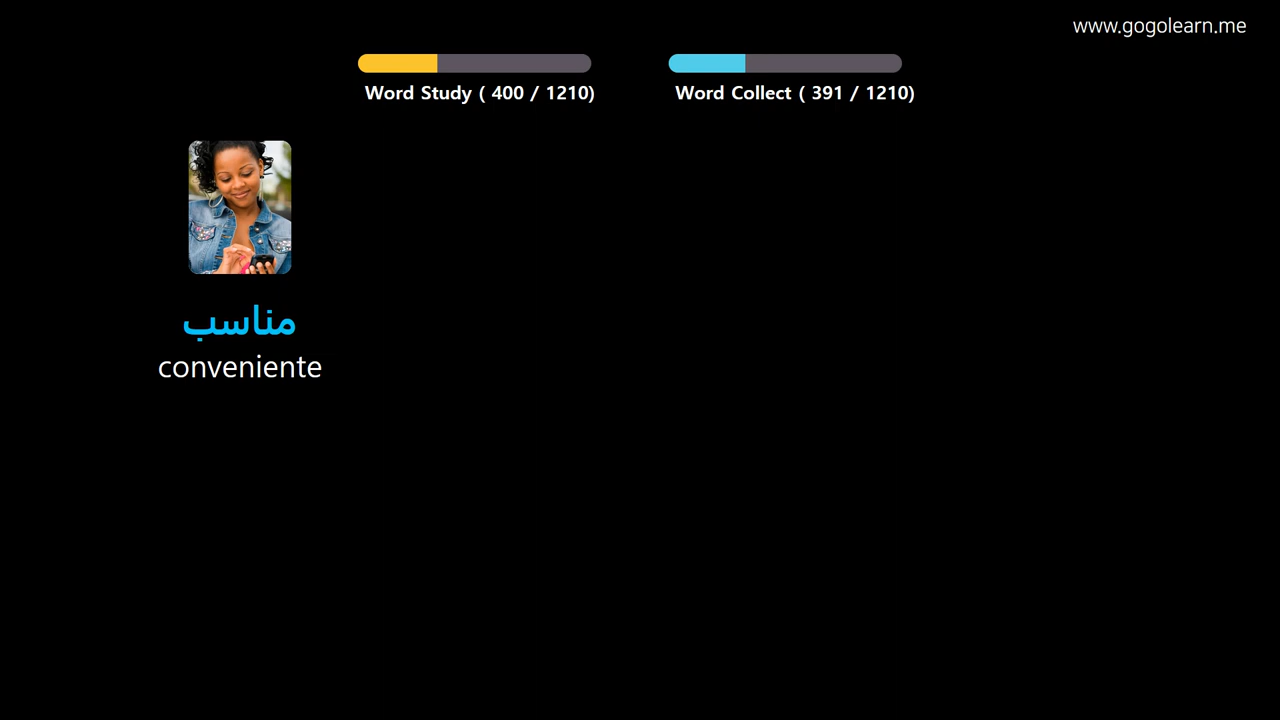 www.gogolearn.me
Word Study ( 400 / 1210)
Word Collect ( 391 / 1210)
مناسب
conveniente